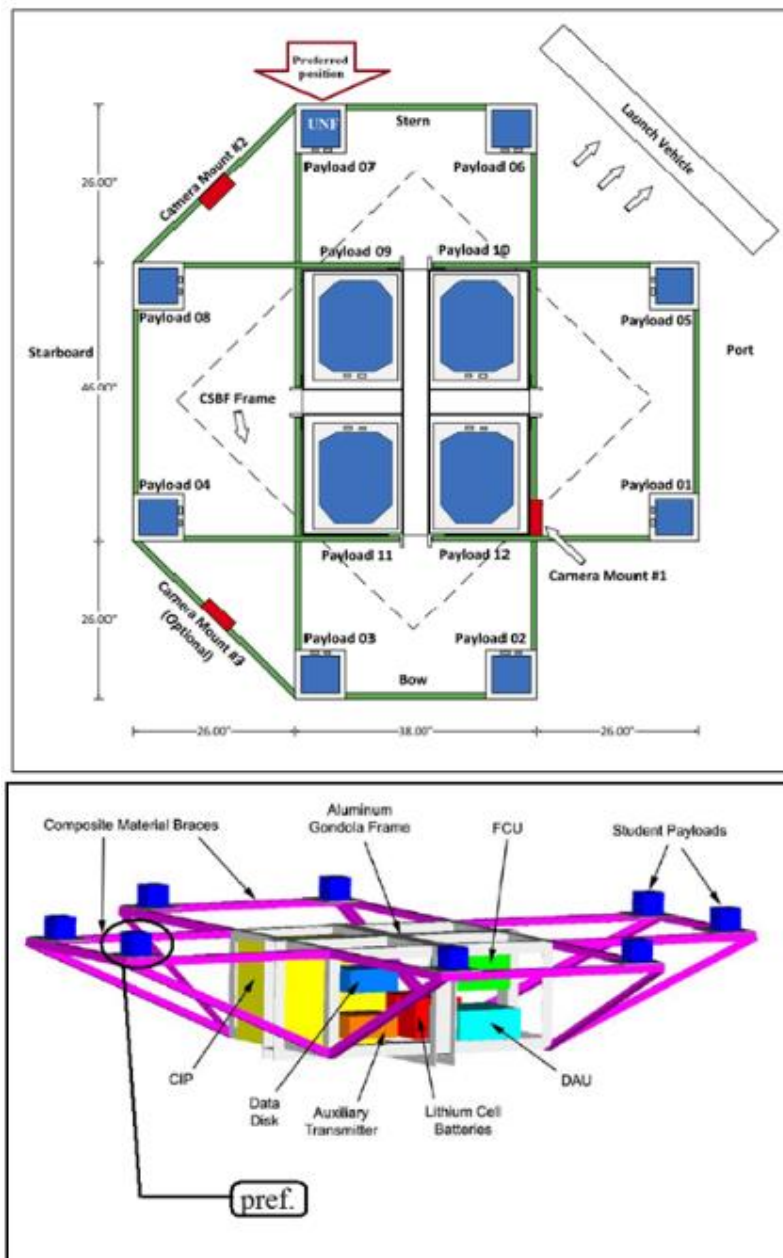 Preferred
position
UNF
Stern
Launch Vehicle
Camera Mount #2
Payload 07
Payload 06
26.00"
Payload 09
Payload 10
Payload 08
Payload 05
Starboard
Port
46.00"
CSBF Frame
Payload 04
Payload 01
Payload 11
Payload 12
Camera Mount #1
Camera Mount #3
(Optional)
26.00"
Payload 03
Payload 02
Bow
26.00"
38.00"
26.00"
Composite Material Braces
Aluminum
Gondola Frame
FCU
Student Payloads
CIP
Data
Disk
Auxiliary
Transmitter
Lithium Cell
Batteries
DAU
pref.